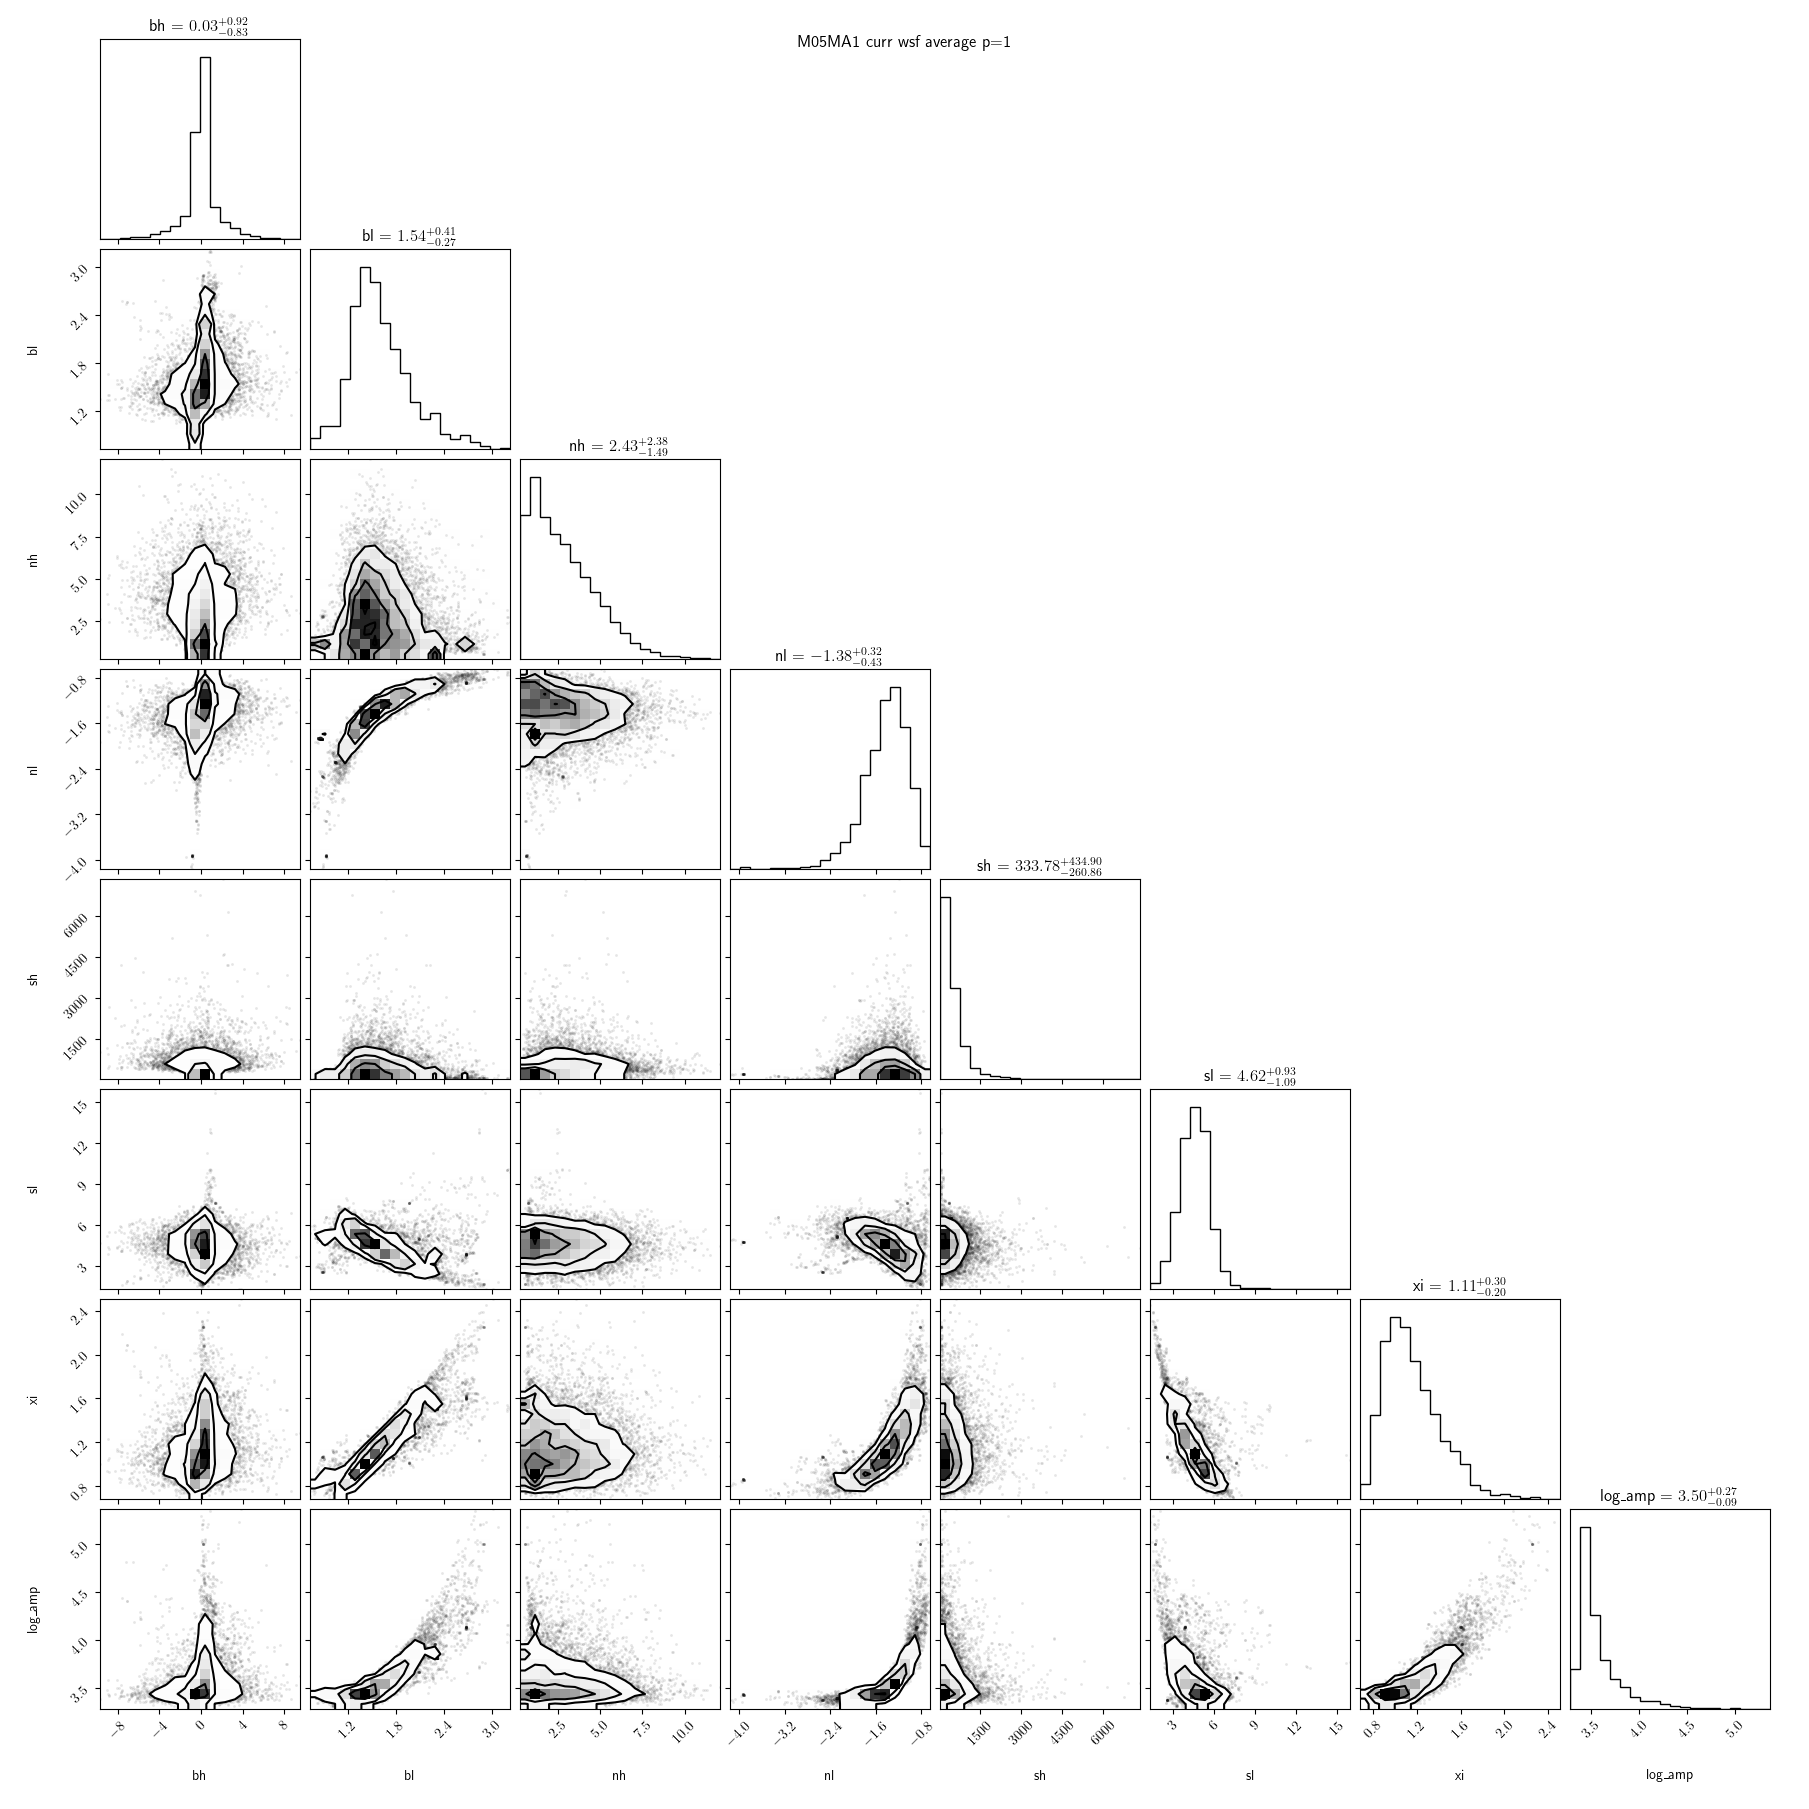 bh = 0.03+0.92 −0.83
M05MA1 curr wsf average p=1
bl = 1.54+0.41 −0.27
bl
3.0
2.4
1.8
1.2
nh = 2.43+2.38 −1.49
nh
10.0
7.5
5.0
2.5
nl = −1.38+0.32 −0.43
nl
−0.8
−1.6
−2.4
−3.2
−4.0
sh = 333.78+434.90 −260.86
sh
6000
4500
3000
1500
sl = 4.62+0.93 −1.09
sl
15
12
9
6
3
xi = 1.11+0.30 −0.20
xi
2.4
2.0
1.6
1.2
0.8
log_amp = 3.50+0.27 −0.09
log_amp
5.0
4.5
4.0
3.5
−8 −4 0 4 8 1.2 1.8 2.4 3.0 2.5 5.0 7.5 10.0 −4.0 −3.2 −2.4 −1.6 −0.8 1500 3000 4500 6000 3 6 9 12 15 0.8 1.2 1.6 2.0 2.4 3.5 4.0 4.5 5.0
bh bl nh nl sh sl xi log_amp